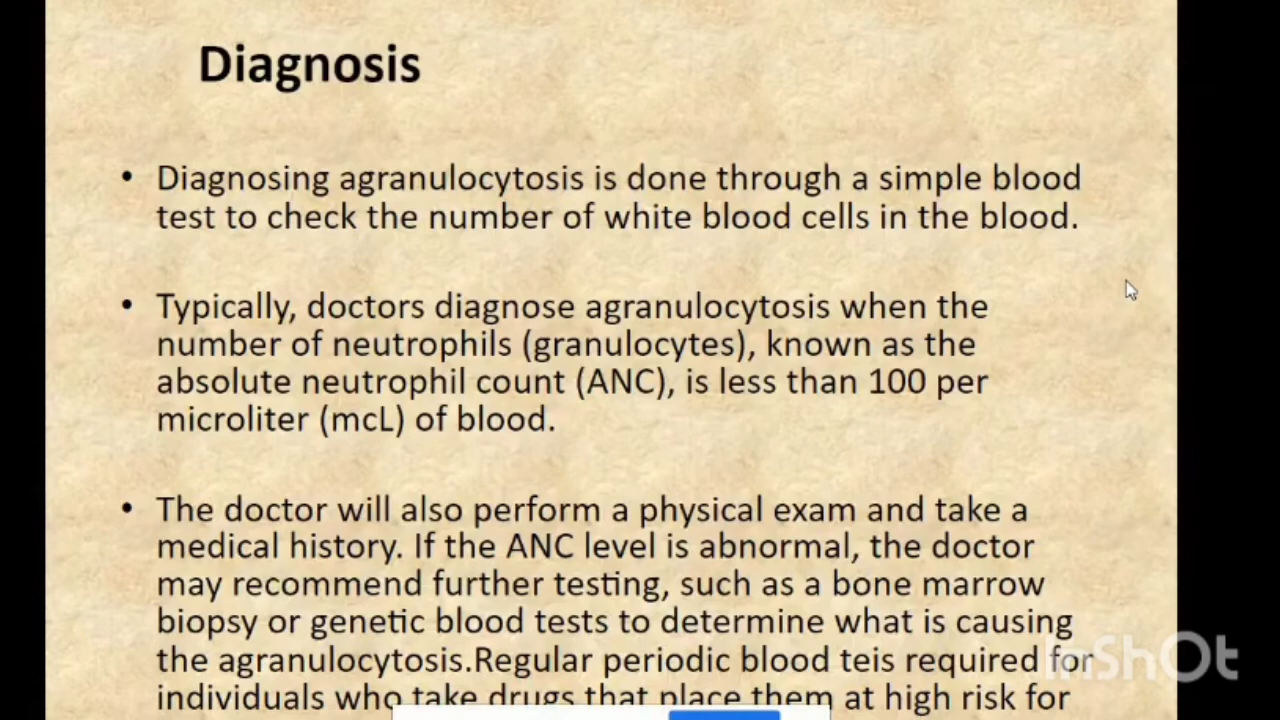 Diagnosis
• Diagnosing agranulocytosis is done through a simple blood
test to check the number of white blood cells in the blood.
• Typically, doctors diagnose agranulocytosis when the
number of neutrophils (granulocytes), known as the
absolute neutrophil count (ANC), is less than 100 per
microliter (mcL) of blood.
• The doctor will also perform a physical exam and take a
medical history. If the ANC level is abnormal, the doctor
may recommend further testing, such as a bone marrow
biopsy or genetic blood tests to determine what is causing
the agranulocytosis.Regular periodic blood teis required for
individuals who take drugs that place them at high risk for
InShOt